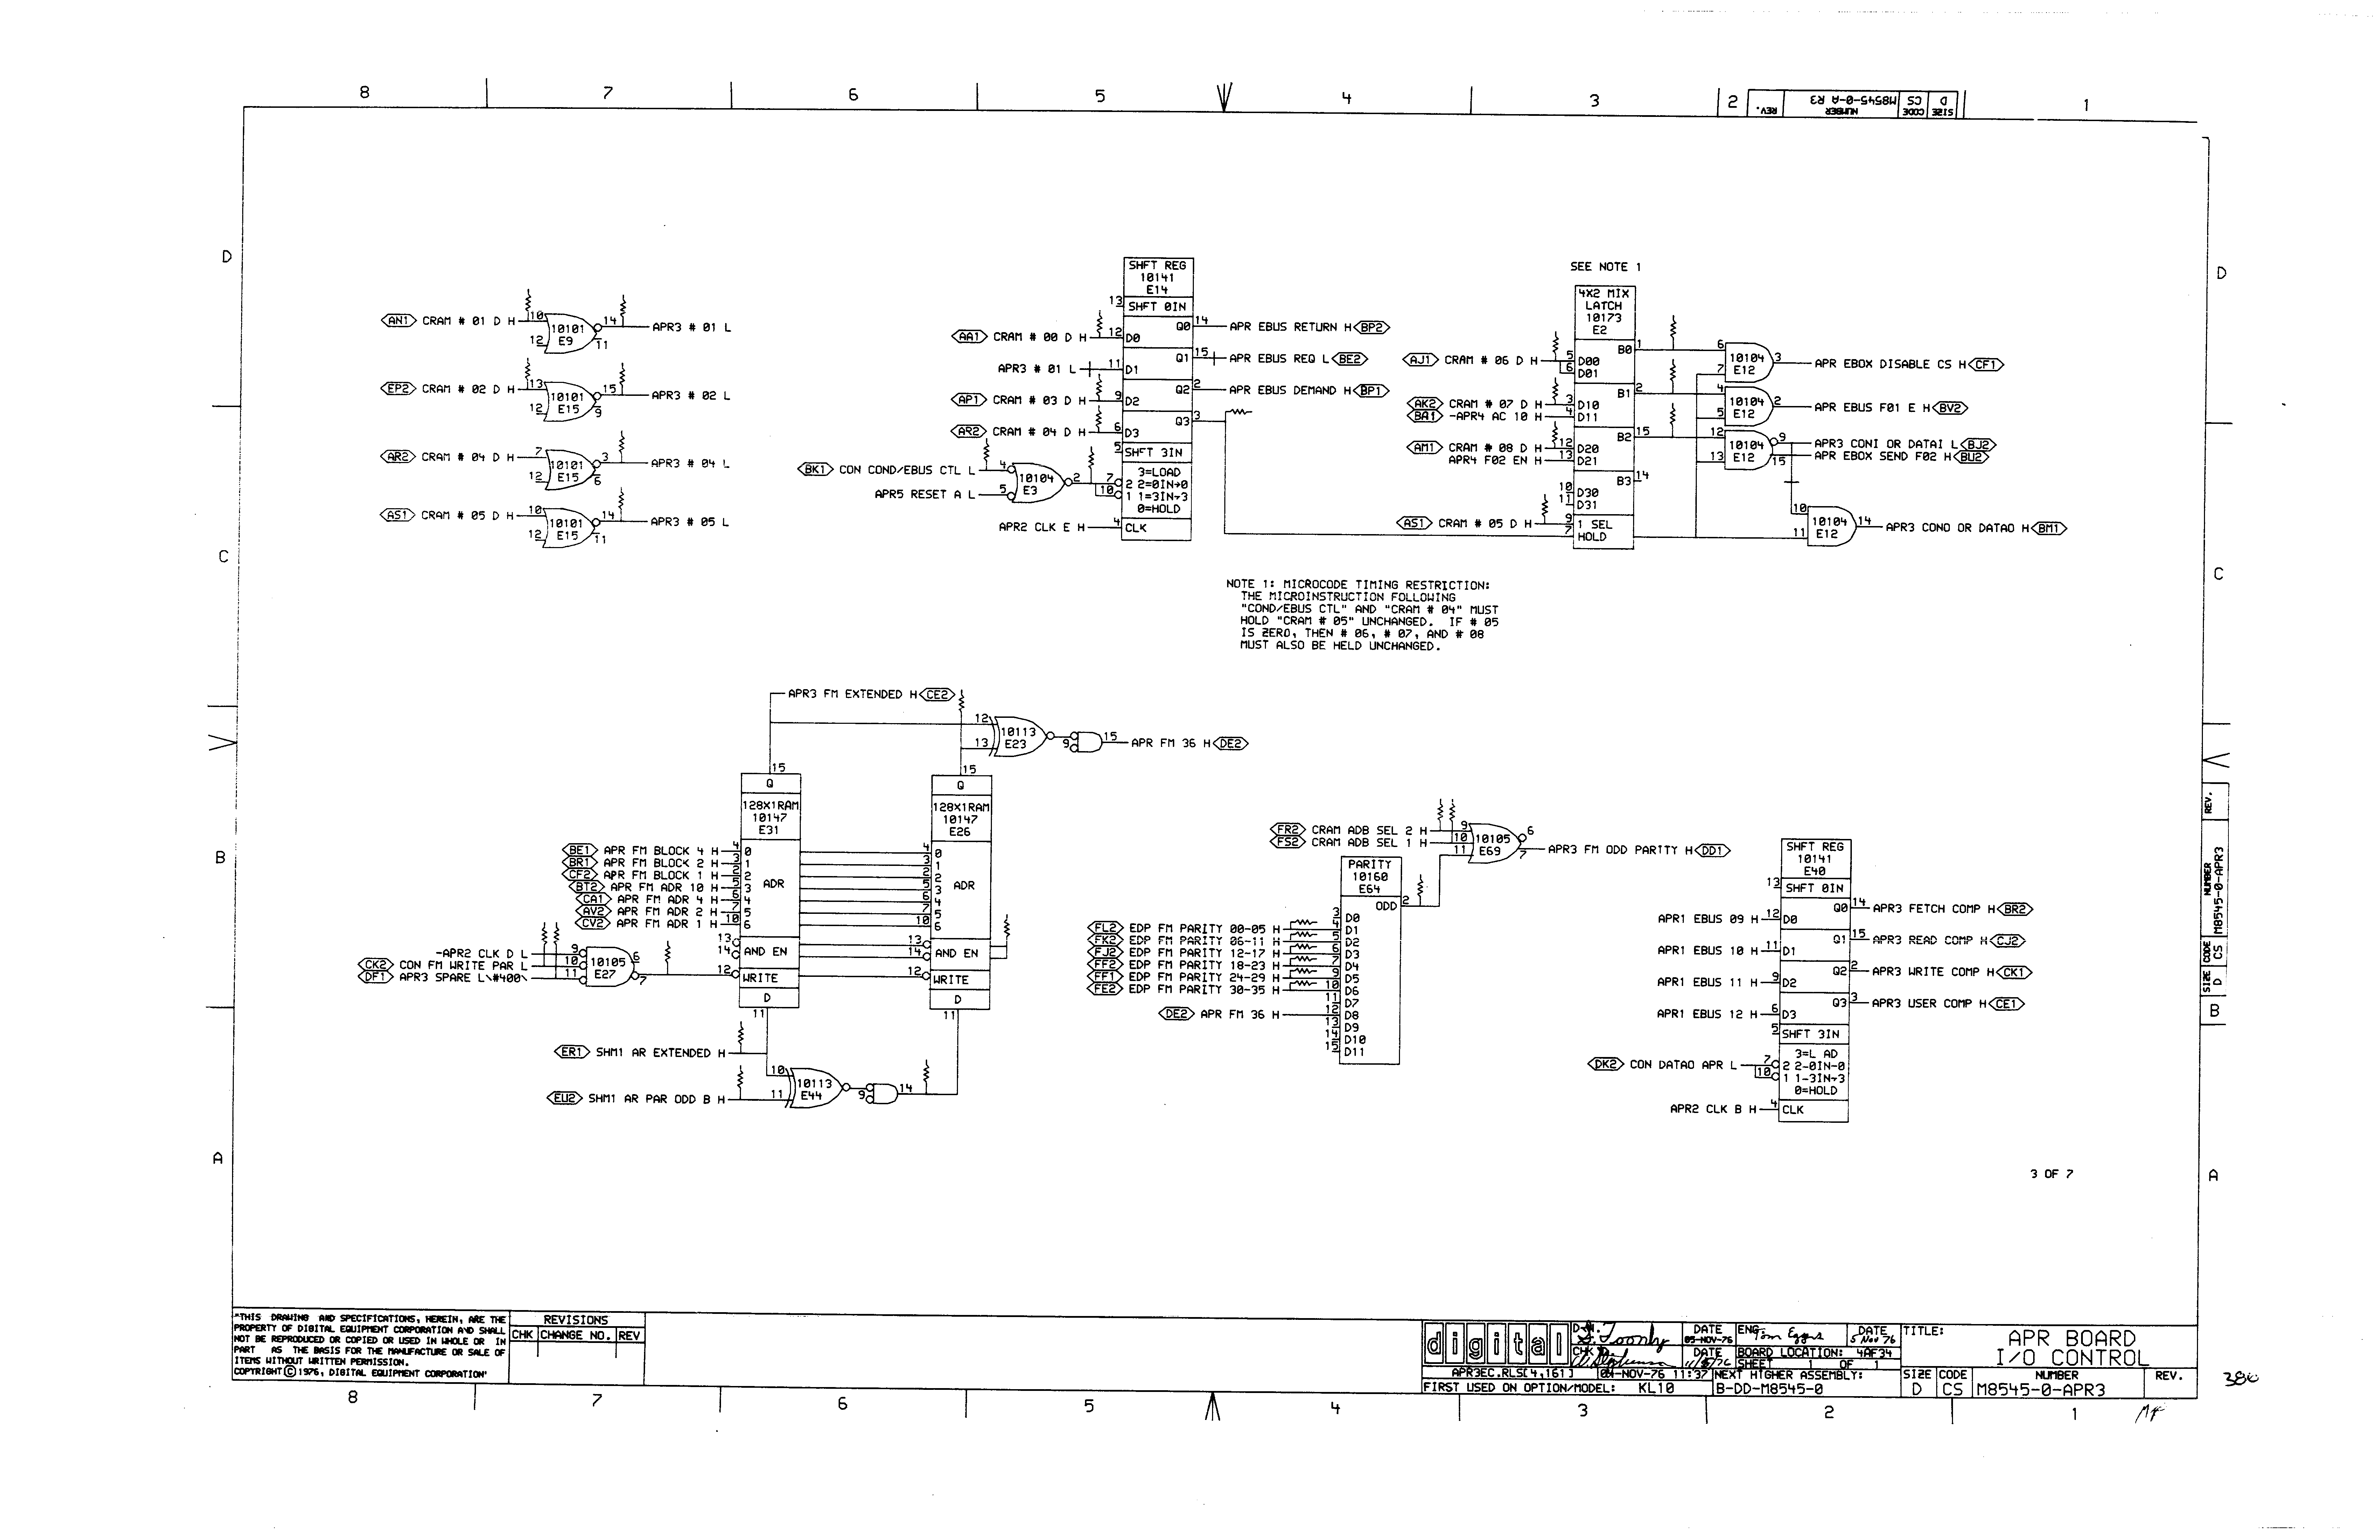 8 7 6 5 4 3 2 1
REV. NUMBER M8545-0-A R3 CODE CS SIZE D
D
C
B
A
AN1 CRAM # 01 D H 10 12 10101 E9 14 11 APR3 # 01 L
EP2 CRAM # 02 D H 13 12 10101 E15 15 9 APR3 # 02 L
AR2 CRAM # 04 D H 7 12 10101 E15 3 6 APR3 # 04 L
AS1 CRAM # 05 D H 10 12 10101 E15 14 11 APR3 # 05 L
SHFT REG
10141
E14
13 SHFT 0IN
Q0 14 APR EBUS RETURN H BP2
AA1 CRAM # 00 D H 12 D0
Q1 15 APR EBUS REQ L BE2
APR3 # 01 L 11 D1
Q2 2 APR EBUS DEMAND H BP1
AP1 CRAM # 03 D H 9 D2
Q3 3
AR2 CRAM # 04 D H 6 D3
5 SHFT 3IN
BK1 CON COND/EBUS CTL L 4
APR5 RESET A L 5
10104 E3 2 7 10
3=LOAD
2 2=0IN→0
1 1=3IN→3
0=HOLD
APR2 CLK E H 4 CLK
SEE NOTE 1
4X2 MIX
LATCH
10173
E2
B0 1
AJ1 CRAM # 06 D H 5 D00
6 D01
B1 2
AK2 CRAM # 07 D H 3 D10
BA1 -APR4 AC 10 H 4 D11
B2 15
AM1 CRAM # 08 D H 12 D20
APR4 F02 EN H 13 D21
B3 14
10 D30
11 D31
AS1 CRAM # 05 D H 9 1 SEL
7 HOLD
6 7 10104 E12 3 APR EBOX DISABLE CS H CF1
4 5 10104 E12 2 APR EBUS F01 E H BV2
12 13 10104 E12 9 APR3 CONI OR DATAI L BJ2
15 APR EBOX SEND F02 H BU2
10 11 10104 E12 14 APR3 CONO OR DATAO H BM1
NOTE 1: MICROCODE TIMING RESTRICTION:
THE MICROINSTRUCTION FOLLOWING
"COND/EBUS CTL" AND "CRAM # 04" MUST
HOLD "CRAM # 05" UNCHANGED. IF # 05
IS ZERO, THEN # 06, # 07, AND # 08
MUST ALSO BE HELD UNCHANGED.
APR3 FM EXTENDED H CE2
12 13 10113 E23 9 15 APR FM 36 H DE2
15 15
Q Q
128X1RAM 128X1RAM
10147 10147
E31 E26
BE1 APR FM BLOCK 4 H 4 0 4 0
BR1 APR FM BLOCK 2 H 3 1 3 1
CF2 APR FM BLOCK 1 H 2 2 2 2
BT2 APR FM ADR 10 H 5 3 ADR 5 3 ADR
CA1 APR FM ADR 4 H 6 4 6 4
AV2 APR FM ADR 2 H 7 5 7 5
CV2 APR FM ADR 1 H 10 6 10 6
13 14 AND EN 13 14 AND EN
-APR2 CLK D L 9
CK2 CON FM WRITE PAR L 10
DF1 APR3 SPARE L\#400\ 11
10105 E27 6 7
12 WRITE 12 WRITE
D D
11 11
ER1 SHM1 AR EXTENDED H
EU2 SHM1 AR PAR ODD B H
10 11 10113 E44 9 14
FR2 CRAM ADB SEL 2 H 9
FS2 CRAM ADB SEL 1 H 10
11 10105 E69 6 7 APR3 FM ODD PARITY H DD1
PARITY
10160
E64
ODD 2
3 D0
FL2 EDP FM PARITY 00-05 H 4 D1
FK2 EDP FM PARITY 06-11 H 5 D2
FJ2 EDP FM PARITY 12-17 H 6 D3
FF2 EDP FM PARITY 18-23 H 7 D4
FF1 EDP FM PARITY 24-29 H 9 D5
FE2 EDP FM PARITY 30-35 H 10 D6
11 D7
DE2 APR FM 36 H 12 D8
13 D9
14 D10
15 D11
SHFT REG
10141
E40
13 SHFT 0IN
Q0 14 APR3 FETCH COMP H BR2
APR1 EBUS 09 H 12 D0
Q1 15 APR3 READ COMP H CJ2
APR1 EBUS 10 H 11 D1
Q2 2 APR3 WRITE COMP H CK1
APR1 EBUS 11 H 9 D2
Q3 3 APR3 USER COMP H CE1
APR1 EBUS 12 H 6 D3
5 SHFT 3IN
3=L AD
DK2 CON DATAO APR L 7 10 2 2-0IN-0
1 1-3IN→3
0=HOLD
APR2 CLK B H 4 CLK
3 OF 7
D
C
REV.
NUMBER M8545-0-APR3
CODE CS
SIZE D
B
A
"THIS DRAWING AND SPECIFICATIONS, HEREIN, ARE THE
PROPERTY OF DIGITAL EQUIPMENT CORPORATION AND SHALL
NOT BE REPRODUCED OR COPIED OR USED IN WHOLE OR IN
PART AS THE BASIS FOR THE MANUFACTURE OR SALE OF
ITEMS WITHOUT WRITTEN PERMISSION.
COPYRIGHT © 1976, DIGITAL EQUIPMENT CORPORATION"
REVISIONS
CHK CHANGE NO. REV
digital
DATE 05-NOV-76
ENG. Tom Eggers DATE 5 Nov 76
CHK DATE
BOARD LOCATION: 4AF34
SHEET 1 OF 1
APR3EC.RLS[4,161] 04-NOV-76 11:37 NEXT HIGHER ASSEMBLY:
FIRST USED ON OPTION/MODEL: KL10 B-DD-M8545-0
TITLE: APR BOARD
I/O CONTROL
SIZE D CODE CS NUMBER M8545-0-APR3 REV.
8 7 6 5 4 3 2 1